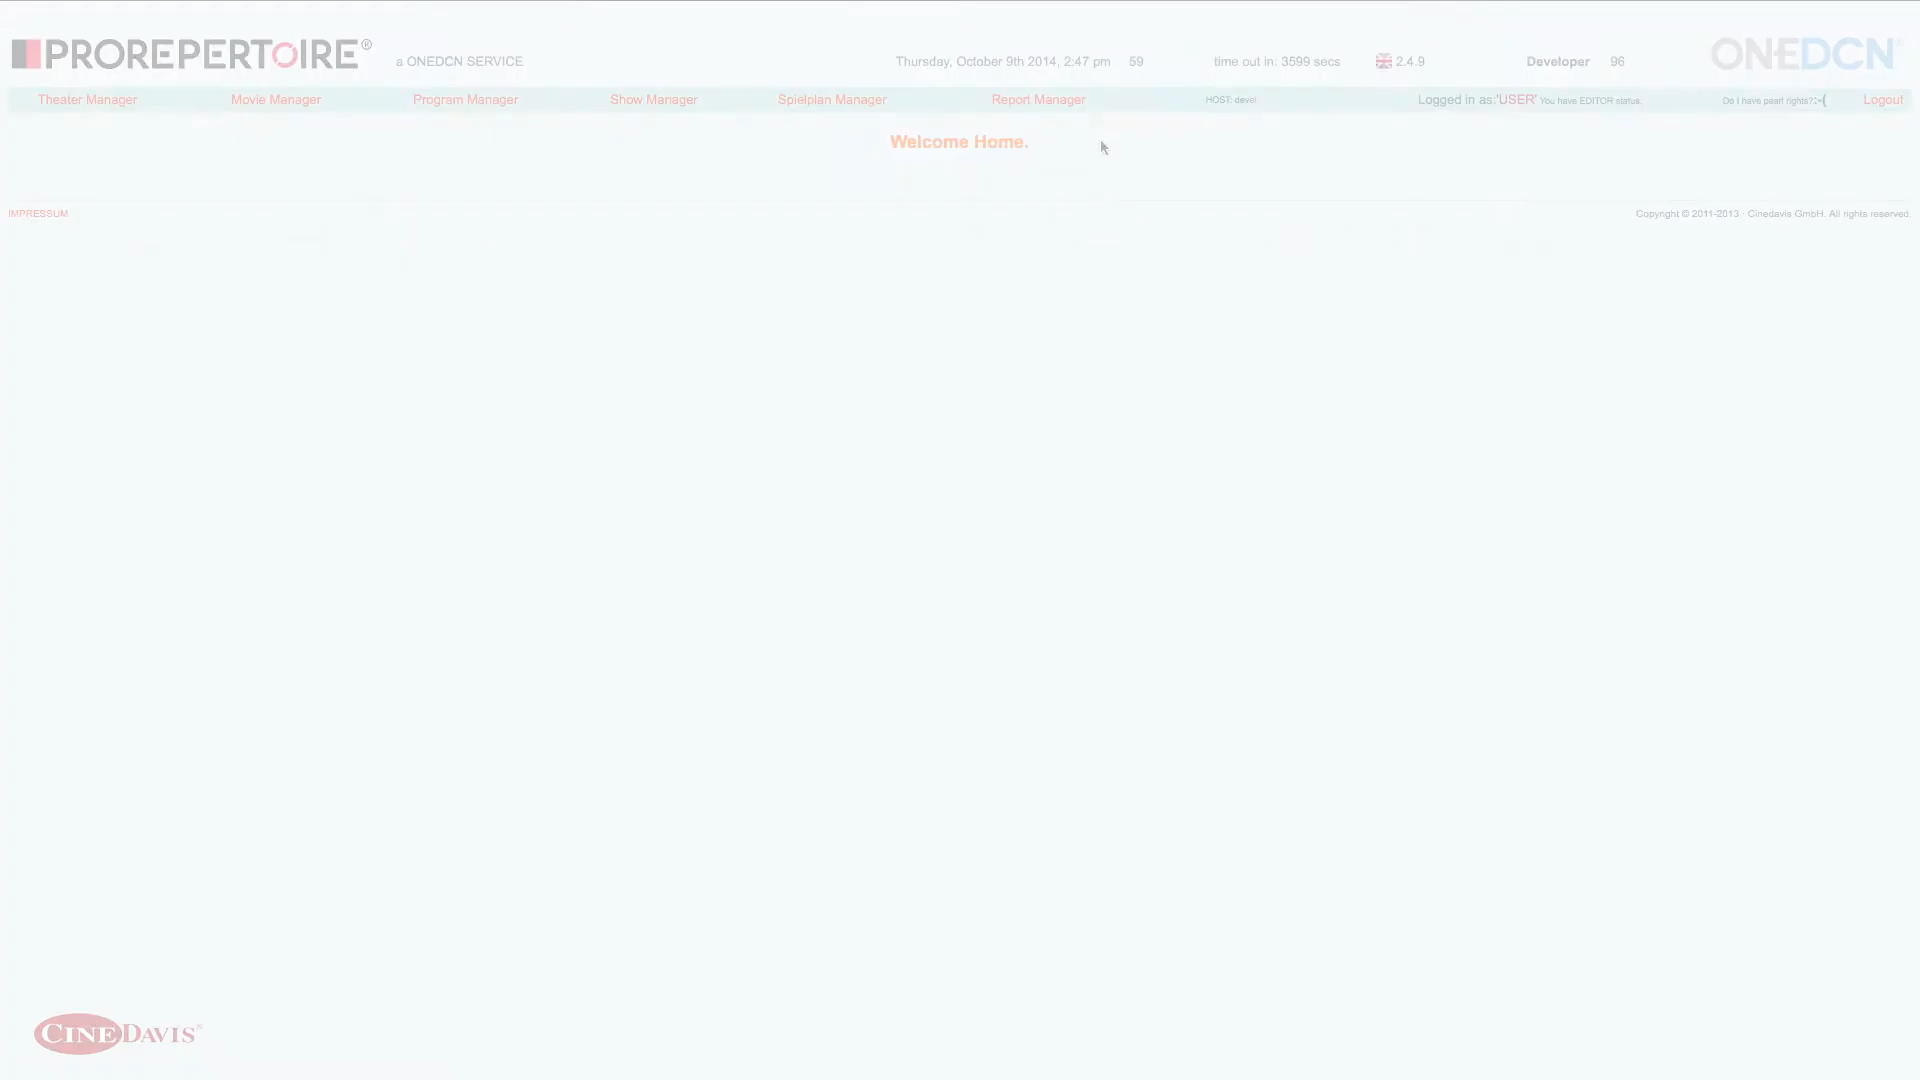 PROREPERTOIRE® a ONEDCN SERVICE Thursday, October 9th 2014, 2:47 pm 59 time out in: 3599 secs 2.4.9 Developer 96 ONEDCN
Theater Manager Movie Manager Program Manager Show Manager Spielplan Manager Report Manager HOST: devel Logged in as:'USER' You have EDITOR status. Do I have pearl rights?:-( Logout
Welcome Home.
IMPRESSUM Copyright © 2011-2013 · Cinedavis GmbH. All rights reserved.
CINEDAVIS®